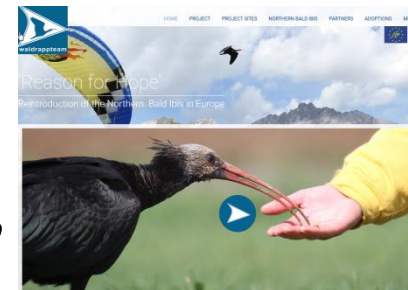 HOME PROJECT PROJECT SITES NORTHERN BALD IBIS PARTNERS ADOPTIONS
waldrappteam
'Reason for Hope'
Reintroduction of the Northern Bald Ibis in Europe